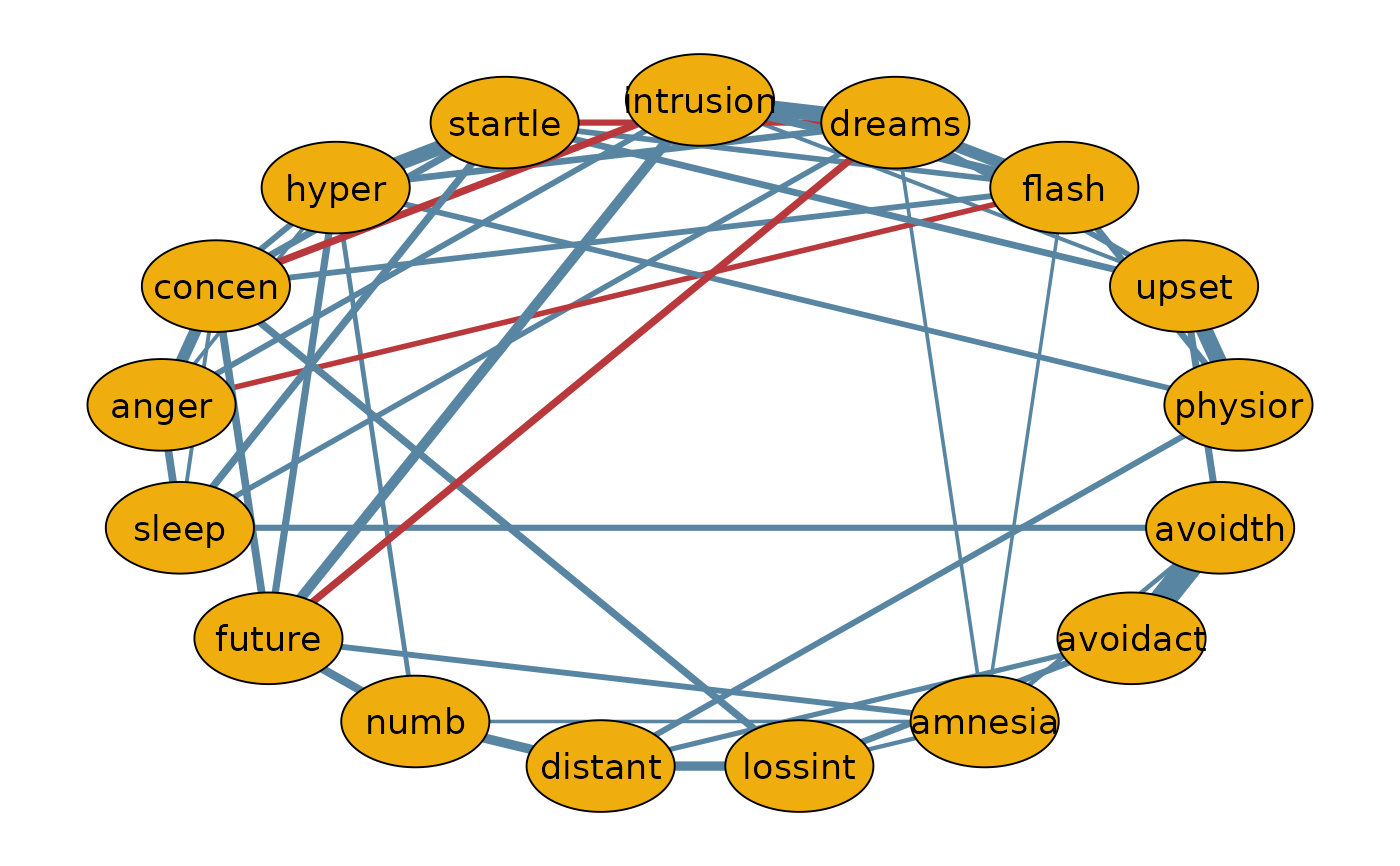 intrusion
startle
dreams
hyper
flash
concen
upset
anger
physior
sleep
avoidth
future
avoidact
numb
amnesia
distant
lossint